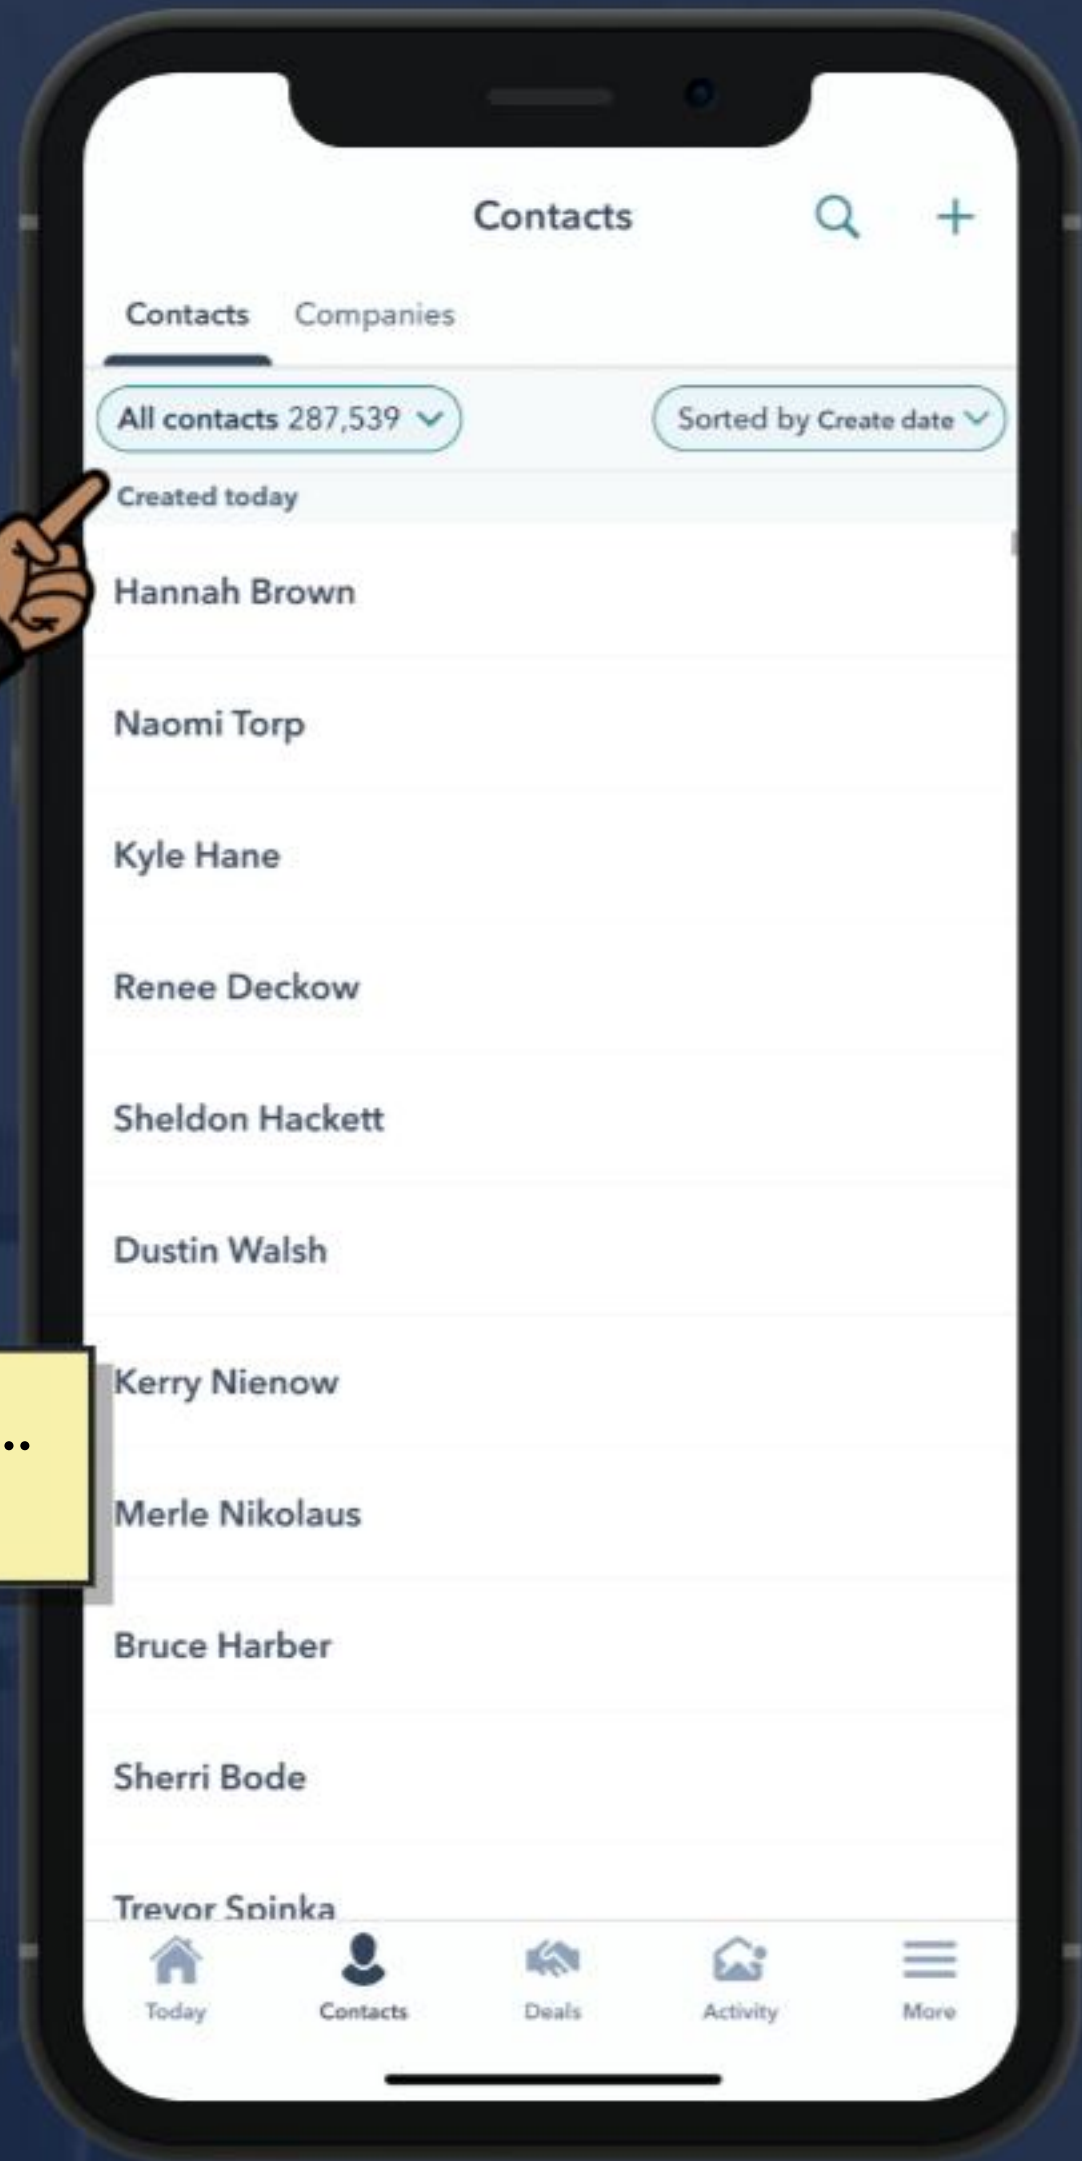 Contacts
Contacts Companies
All contacts 287,539 Sorted by Create date
Created today
Hannah Brown
Naomi Torp
Kyle Hane
Renee Deckow
Sheldon Hackett
Dustin Walsh
Kerry Nienow
..
Merle Nikolaus
Bruce Harber
Sherri Bode
Trevor Spinka
Today Contacts Deals Activity More